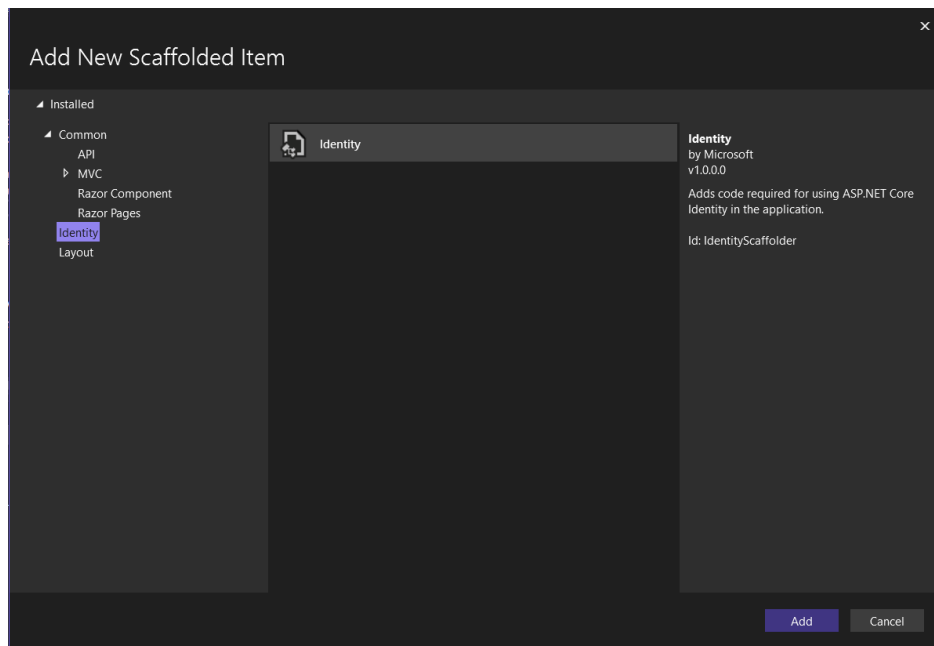 Add New Scaffolded Item
Installed
Common
API
MVC
Razor Component
Razor Pages
Identity
Layout
Identity
Identity
by Microsoft
v1.0.0.0
Adds code required for using ASP.NET Core
Identity in the application.
Id: IdentityScaffolder
Add
Cancel